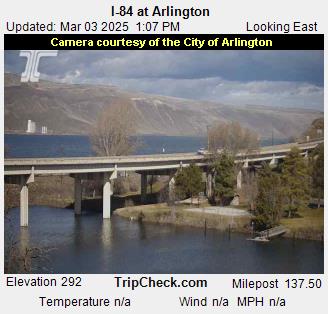 I-84 at Arlington
Updated: Mar 03 2025 1:07 PM Looking East
Camera courtesy of the City of Arlington
Elevation 292 TripCheck.com Milepost 137.50
Temperature n/a Wind n/a MPH n/a